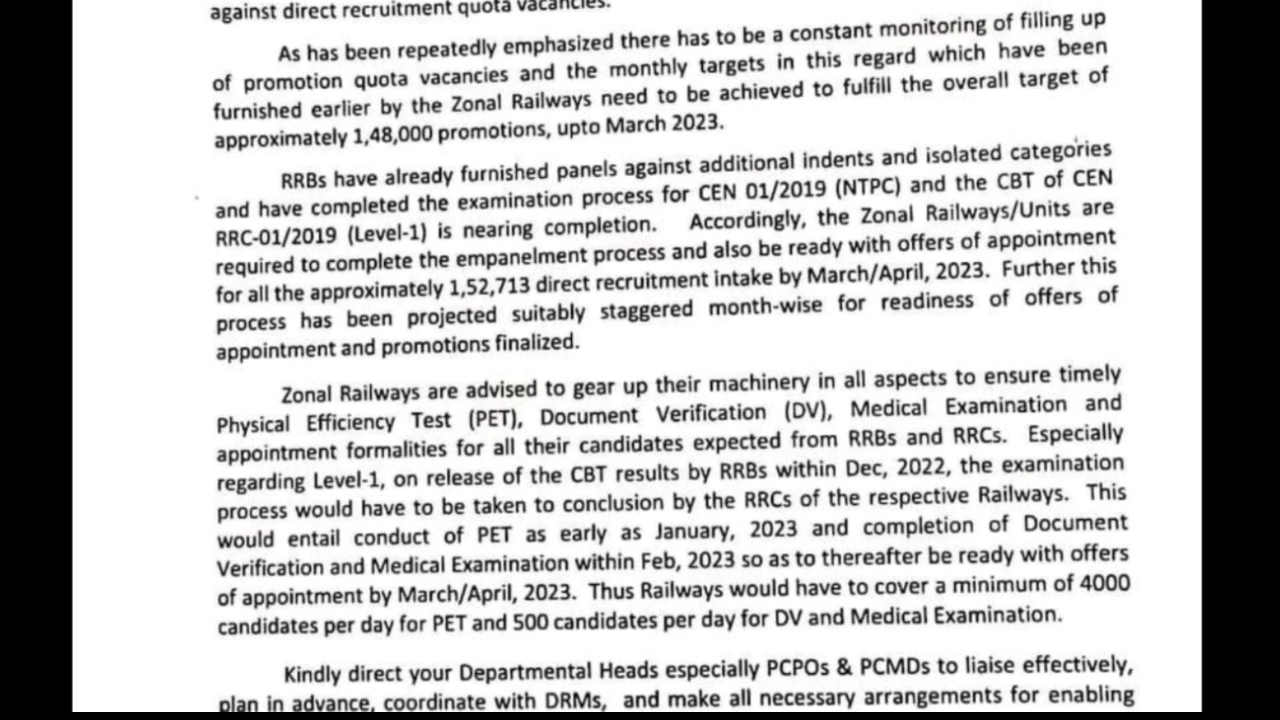 against direct recruitment quota vacancies.
As has been repeatedly emphasized there has to be a constant monitoring of filling up
of promotion quota vacancies and the monthly targets in this regard which have been
furnished earlier by the Zonal Railways need to be achieved to fulfill the overall target of
approximately 1,48,000 promotions, upto March 2023.
RRBs have already furnished panels against additional indents and isolated categories
and have completed the examination process for CEN 01/2019 (NTPC) and the CBT of CEN
RRC-01/2019 (Level-1) is nearing completion. Accordingly, the Zonal Railways/Units are
required to complete the empanelment process and also be ready with offers of appointment
for all the approximately 1,52,713 direct recruitment intake by March/April, 2023. Further this
process has been projected suitably staggered month-wise for readiness of offers of
appointment and promotions finalized.
Zonal Railways are advised to gear up their machinery in all aspects to ensure timely
Physical Efficiency Test (PET), Document Verification (DV), Medical Examination and
appointment formalities for all their candidates expected from RRBs and RRCs. Especially
regarding Level-1, on release of the CBT results by RRBs within Dec, 2022, the examination
process would have to be taken to conclusion by the RRCs of the respective Railways. This
would entail conduct of PET as early as January, 2023 and completion of Document
Verification and Medical Examination within Feb, 2023 so as to thereafter be ready with offers
of appointment by March/April, 2023. Thus Railways would have to cover a minimum of 4000
candidates per day for PET and 500 candidates per day for DV and Medical Examination.
Kindly direct your Departmental Heads especially PCPOs & PCMDs to liaise effectively,
plan in advance, coordinate with DRMs, and make all necessary arrangements for enabling